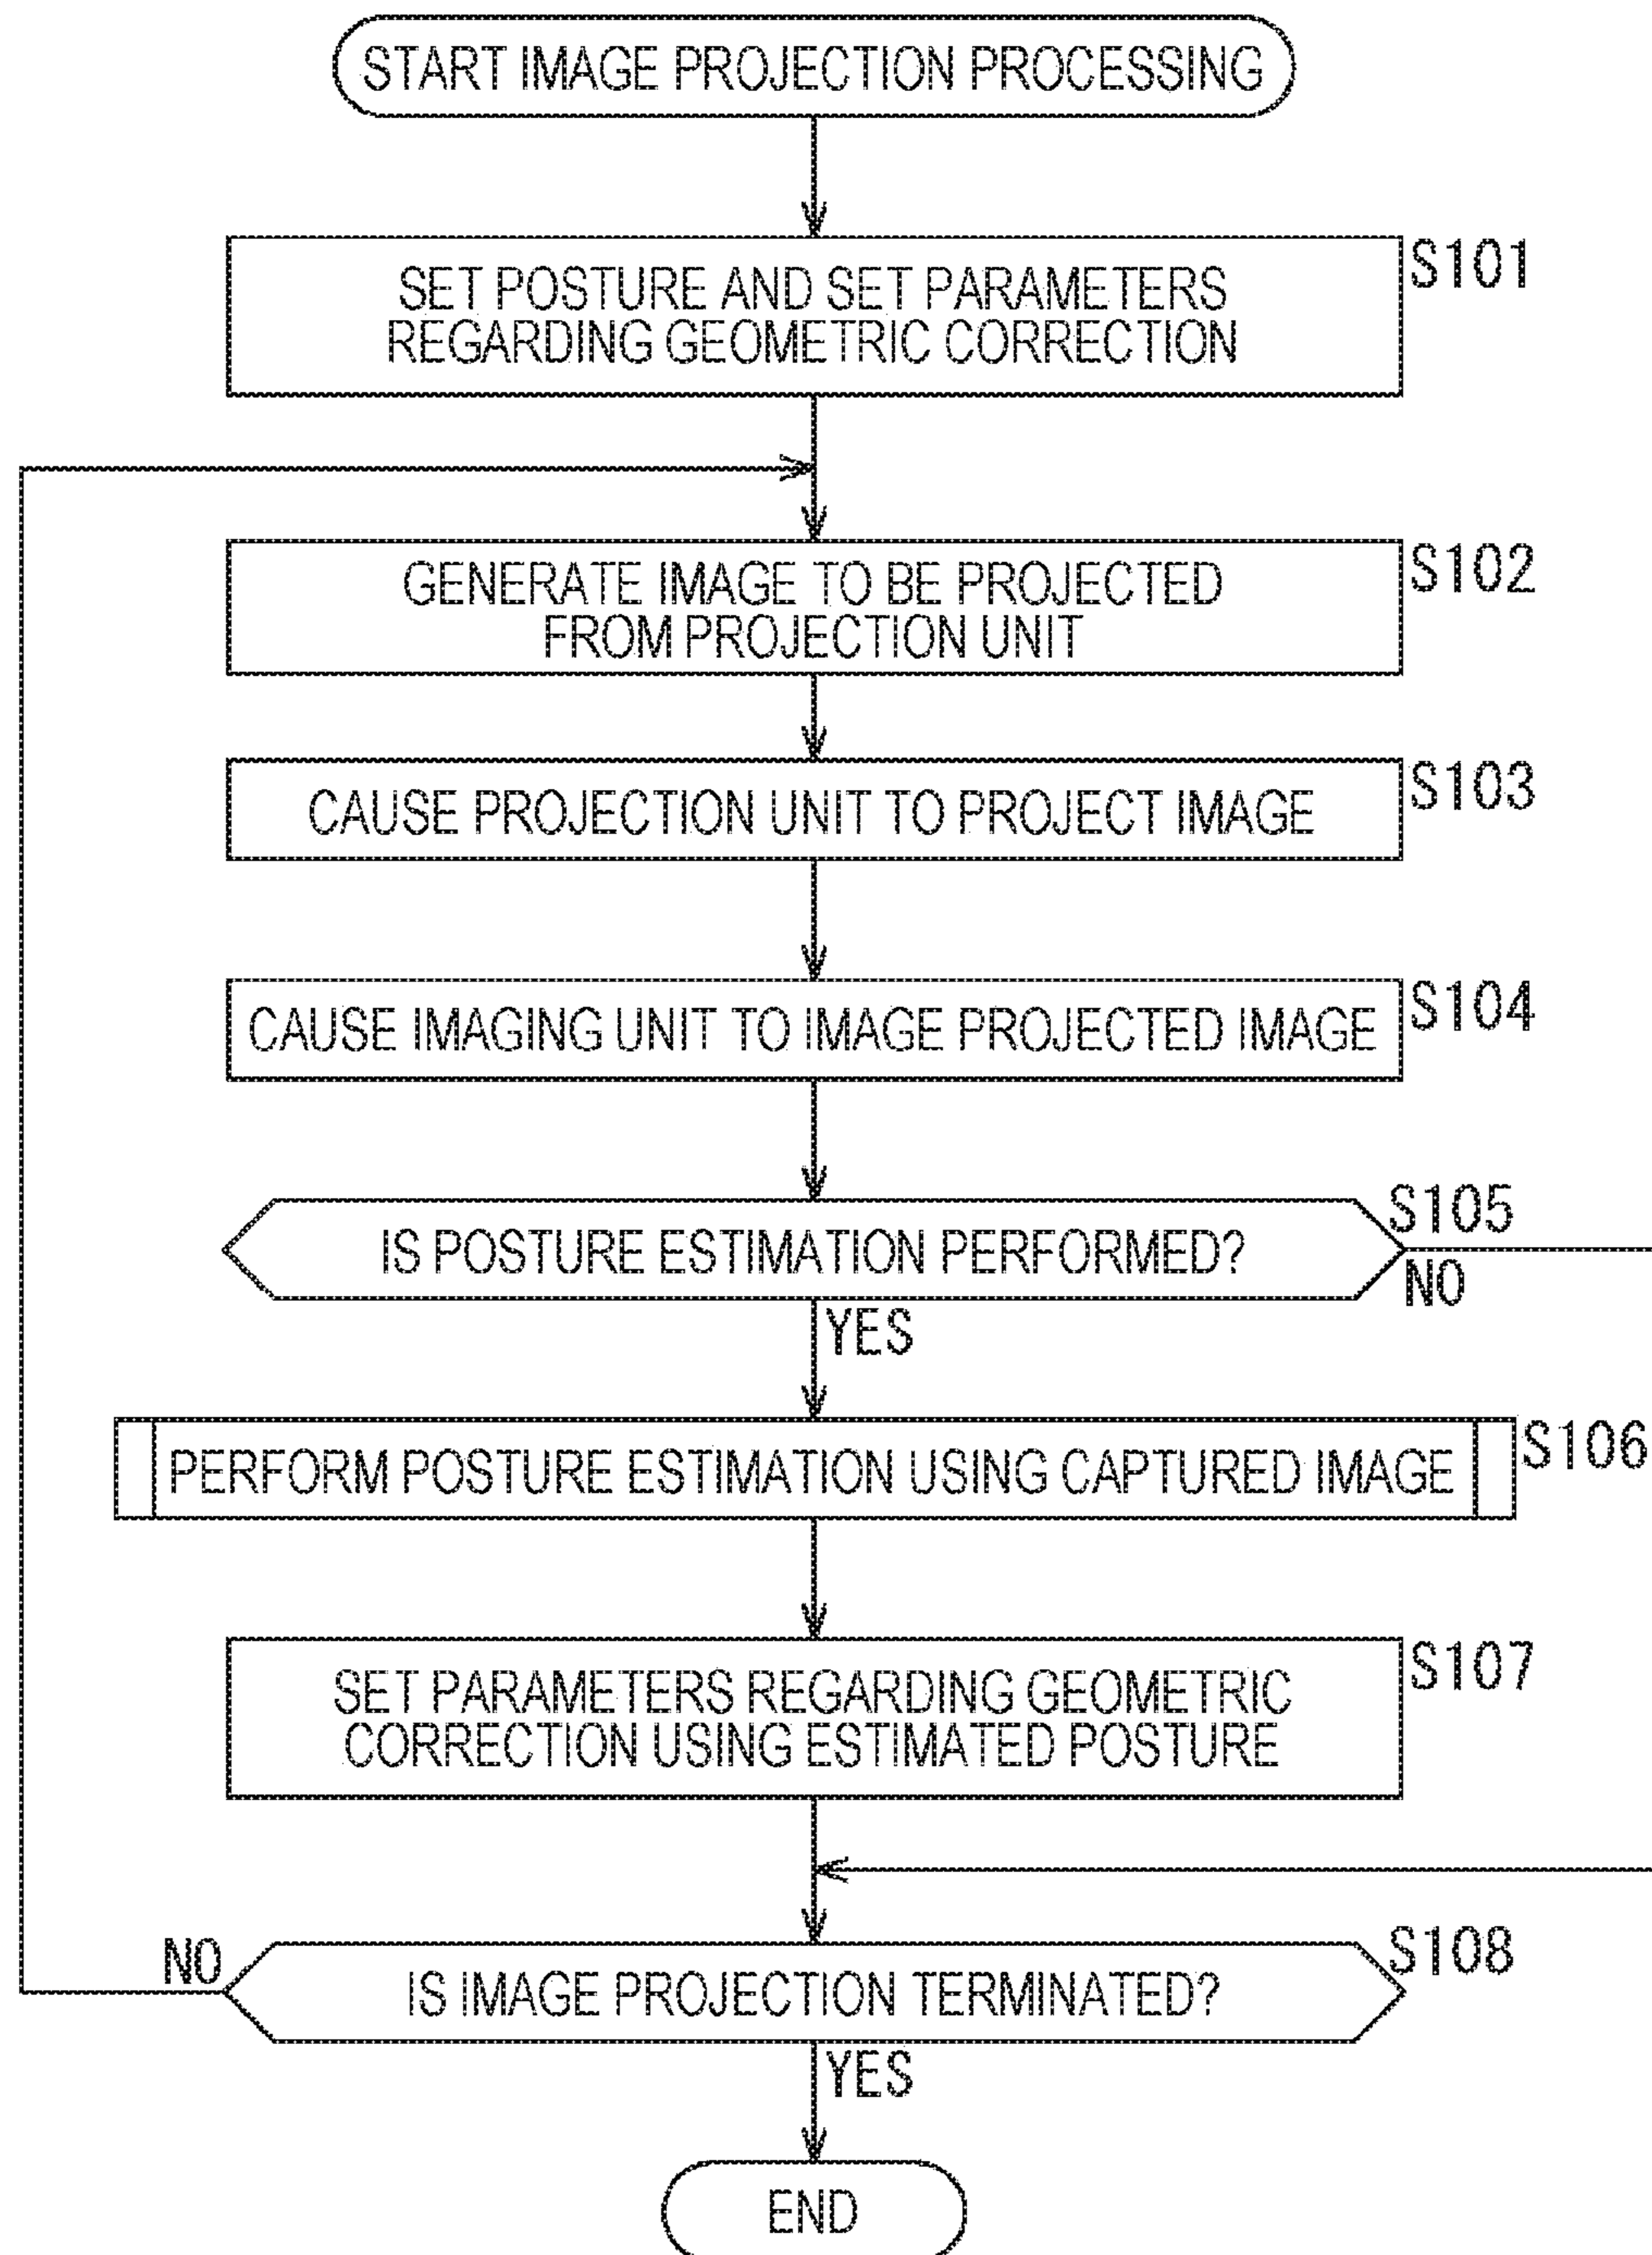 START IMAGE PROJECTION PROCESSING
S101
SET POSTURE AND SET PARAMETERS
REGARDING GEOMETRIC CORRECTION
S102
GENERATE IMAGE TO BE PROJECTED
FROM PROJECTION UNIT
S103
CAUSE PROJECTION UNIT TO PROJECT IMAGE
S104
CAUSE IMAGING UNIT TO IMAGE PROJECTED IMAGE
S105
IS POSTURE ESTIMATION PERFORMED?
NO
YES
S106
PERFORM POSTURE ESTIMATION USING CAPTURED IMAGE
S107
SET PARAMETERS REGARDING GEOMETRIC
CORRECTION USING ESTIMATED POSTURE
S108
NO
IS IMAGE PROJECTION TERMINATED?
YES
END